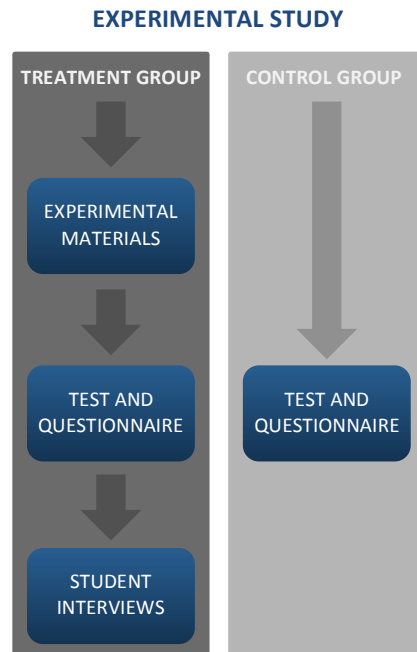 EXPERIMENTAL STUDY
TREATMENT GROUP
EXPERIMENTAL
MATERIALS
TEST AND
QUESTIONNAIRE
STUDENT
INTERVIEWS
CONTROL GROUP
TEST AND
QUESTIONNAIRE